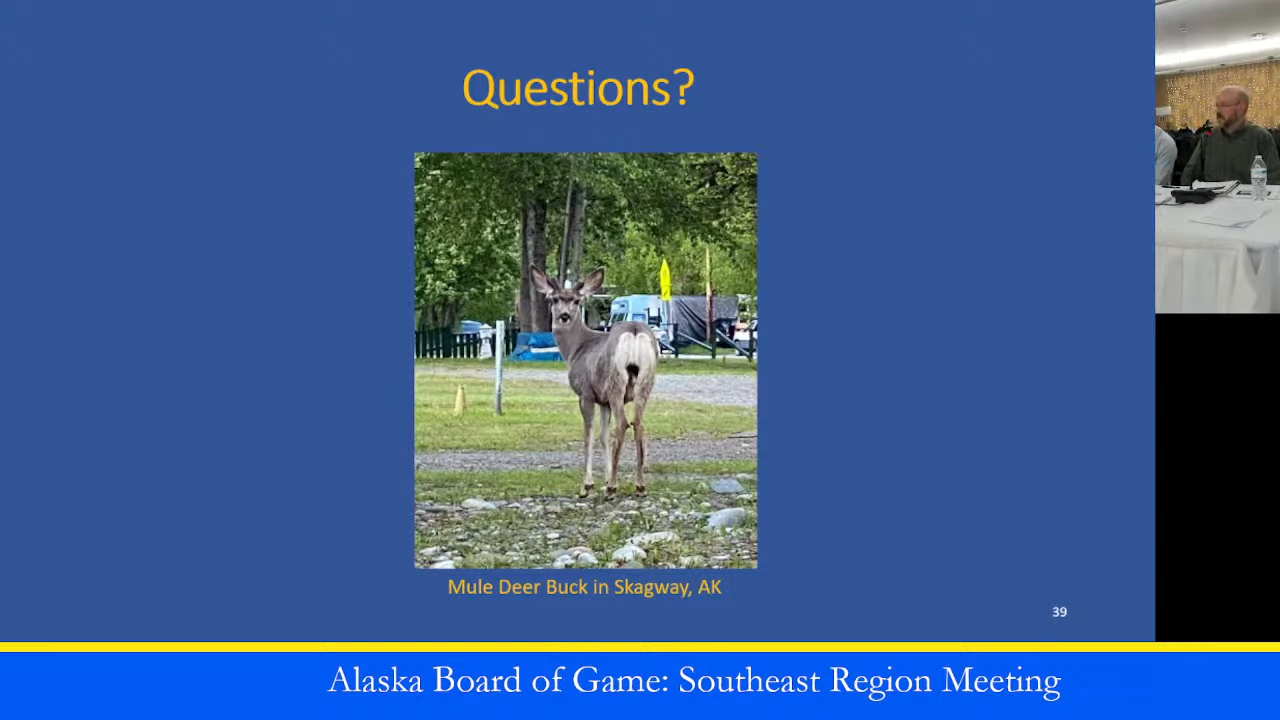 Questions?
Mule Deer Buck in Skagway, AK
39
Alaska Board of Game: Southeast Region Meeting